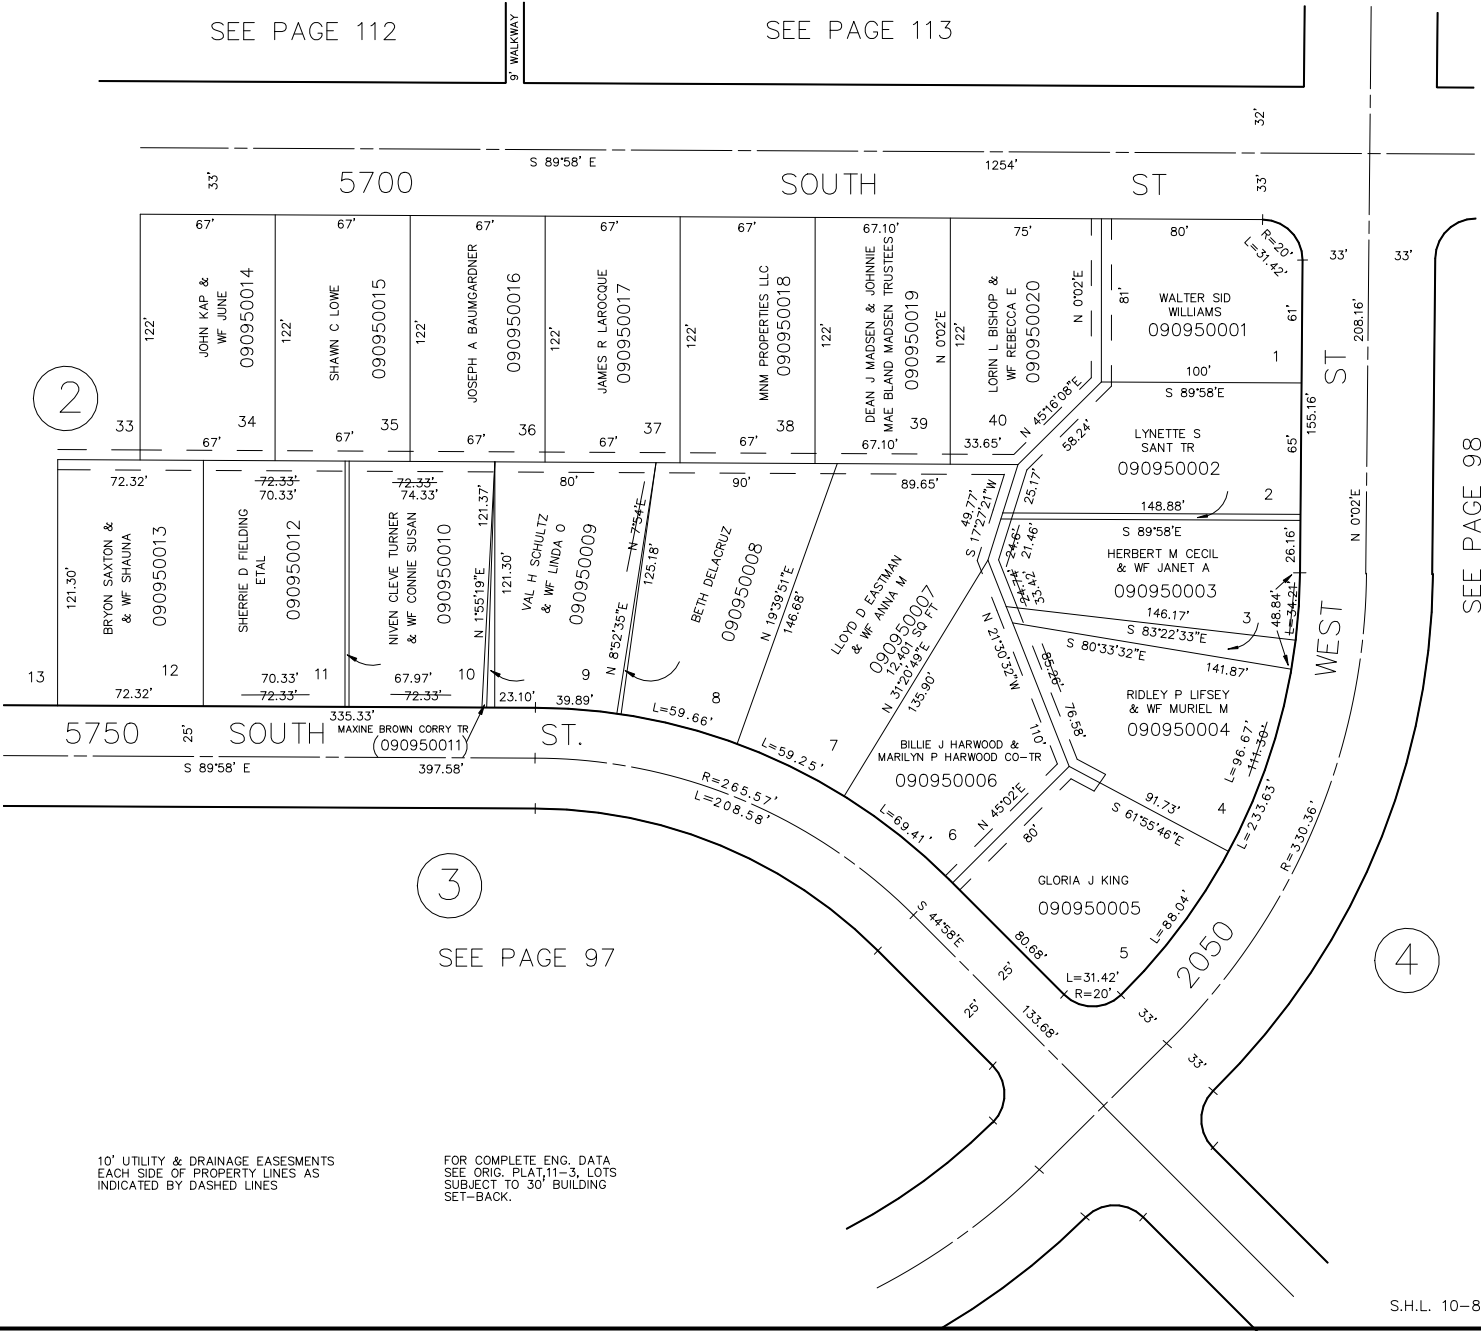 SEE PAGE 112
9' WALKWAY
SEE PAGE 113
32'
S 89°58' E
1254'
33'
5700
SOUTH
ST
33'
67'
67'
67'
67'
67'
67.10'
75'
80'
R=20'
L=31.42'
33'
33'
122'
JOHN KAP &
WF JUNE
090950014
34
67'
122'
SHAWN C LOWE
090950015
35
67'
122'
JOSEPH A BAUMGARDNER
090950016
36
67'
122'
JAMES R LAROCQUE
090950017
37
67'
122'
MNM PROPERTIES LLC
090950018
38
67'
122'
DEAN J MADSEN & JOHNNIE
MAE BLAND MADSEN TRUSTEES
090950019
39
67.10'
N 0°02'E
122'
LORIN L BISHOP &
WF REBECCA E
090950020
40
33.65'
N 0°02'E
81'
N 45°16'08"E
58.24'
WALTER SID
WILLIAMS
090950001
1
61'
100'
S 89°58'E
208.16'
ST
155.16'
2
33
LYNETTE S
SANT TR
090950002
2
65'
25.17'
148.88'
S 89°58'E
SEE PAGE 98
N 0°02'E
72.32'
121.30'
BRYON SAXTON &
& WF SHAUNA
090950013
12
72.32'
13
72.33'
70.33'
SHERRIE D FIELDING
ETAL
090950012
70.33'
11
72.33'
72.33'
74.33'
NIVEN CLEVE TURNER
& WF CONNIE SUSAN
090950010
67.97'
10
72.33'
N 1°55'19"E
121.37'
80'
121.30'
VAL H SCHULTZ
& WF LINDA O
090950009
9
23.10'
39.89'
N 7°54'E
N 8°52'35"E
125.18'
90'
BETH DELACRUZ
090950008
8
L=59.66'
N 19°39'51"E
146.68'
89.65'
49.77'
S 17°27'21"W
LLOYD D EASTMAN
& WF ANNA M
090950007
12,401 SQ FT
N 31°20'49"E
135.90'
7
L=59.25'
24.6'
21.46'
24.74'
33.42'
HERBERT M CECIL
& WF JANET A
090950003
26.16'
146.17'
3
48.84'
L=34.21'
S 83°22'33"E
S 80°33'32"E
141.87'
WEST
N 21°30'32"W
85.26'
76.58'
110'
RIDLEY P LIFSEY
& WF MURIEL M
090950004
L=96.67'
111.30'
4
91.73'
S 61°55'46"E
L=233.63'
R=330.36'
5750
25'
SOUTH
335.33'
MAXINE BROWN CORRY TR
(090950011)
ST.
S 89°58' E
397.58'
R=265.57'
L=208.58'
BILLIE J HARWOOD &
MARILYN P HARWOOD CO-TR
090950006
L=69.41'
6
N 45°02'E
80'
3
SEE PAGE 97
GLORIA J KING
090950005
5
L=88.04'
S 44°58'E
80.68'
L=31.42'
R=20'
2050
4
25'
25'
133.68'
33'
33'
10' UTILITY & DRAINAGE EASESMENTS
EACH SIDE OF PROPERTY LINES AS
INDICATED BY DASHED LINES
FOR COMPLETE ENG. DATA
SEE ORIG. PLAT,11-3, LOTS
SUBJECT TO 30' BUILDING
SET-BACK.
S.H.L. 10-8